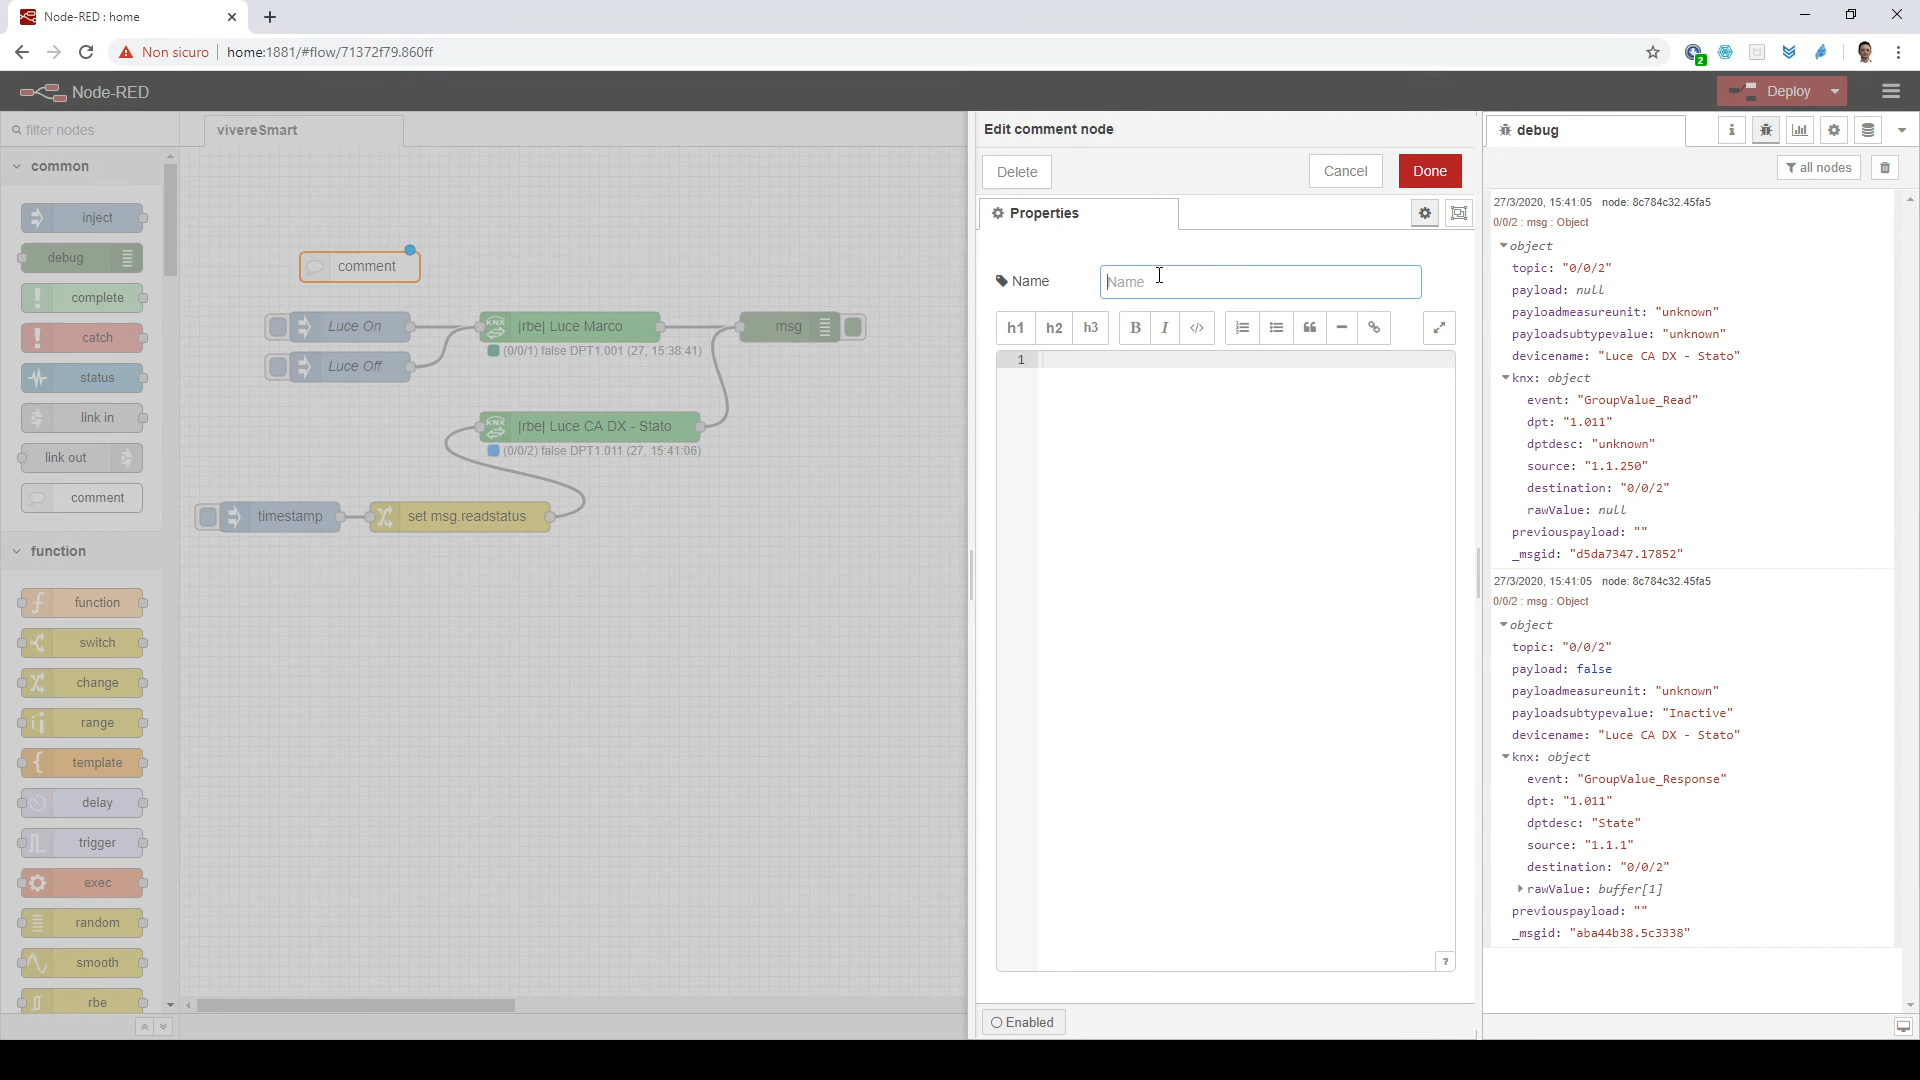 Node-RED : home
Non sicuro
home:1881/#flow/71372f79.860ff
2
Node-RED
Deploy
filter nodes
vivereSmart
common
inject
debug
complete
catch
status
link in
link out
comment
function
function
switch
change
range
template
delay
trigger
exec
random
smooth
rbe
comment
Luce On
Luce Off
KNX
|rbe| Luce Marco
(0/0/1) false DPT1.001 (27, 15:38:41)
msg
KNX
|rbe| Luce CA DX - Stato
(0/0/2) false DPT1.011 (27, 15:41:06)
timestamp
set msg.readstatus
Edit comment node
Delete
Cancel
Done
Properties
Name
Name
h1
h2
h3
B
I
</>
1
?
Enabled
debug
i
all nodes
27/3/2020, 15:41:05 node: 8c784c32.45fa5
0/0/2 : msg : Object
object
topic: "0/0/2"
payload: null
payloadmeasureunit: "unknown"
payloadsubtypevalue: "unknown"
devicename: "Luce CA DX - Stato"
knx: object
event: "GroupValue_Read"
dpt: "1.011"
dptdesc: "unknown"
source: "1.1.250"
destination: "0/0/2"
rawValue: null
previouspayload: ""
_msgid: "d5da7347.17852"
27/3/2020, 15:41:05 node: 8c784c32.45fa5
0/0/2 : msg : Object
object
topic: "0/0/2"
payload: false
payloadmeasureunit: "unknown"
payloadsubtypevalue: "Inactive"
devicename: "Luce CA DX - Stato"
knx: object
event: "GroupValue_Response"
dpt: "1.011"
dptdesc: "State"
source: "1.1.1"
destination: "0/0/2"
rawValue: buffer[1]
previouspayload: ""
_msgid: "aba44b38.5c3338"